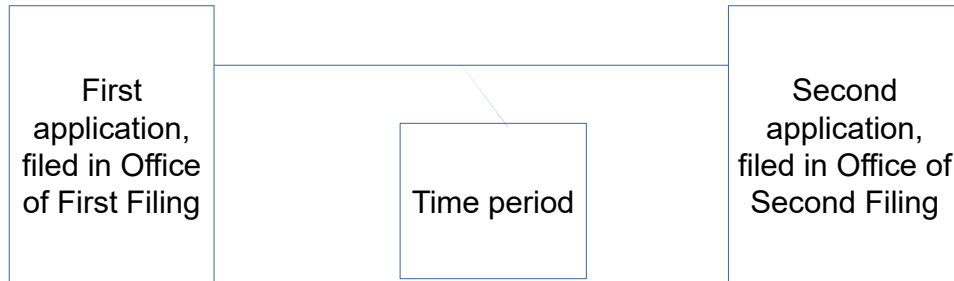 First
application,
filed in Office
of First Filing
Time period
Second
application,
filed in Office of
Second Filing